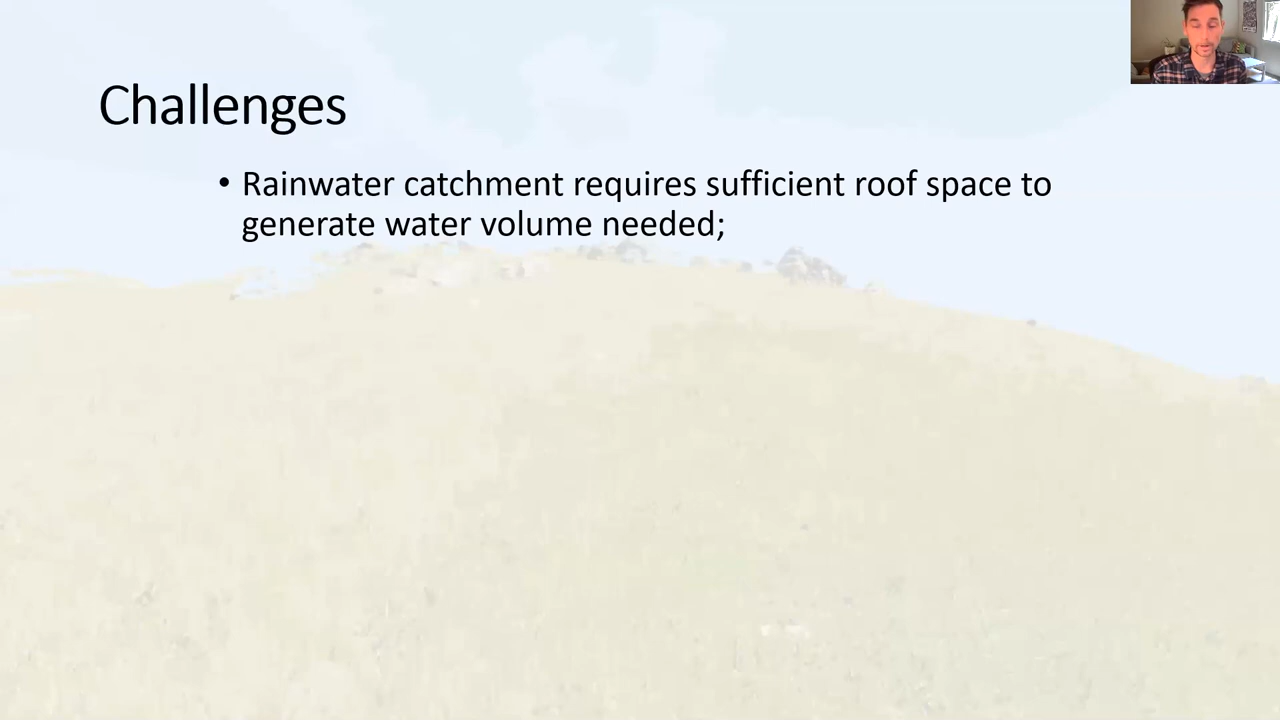 Challenges
• Rainwater catchment requires sufficient roof space to
generate water volume needed;